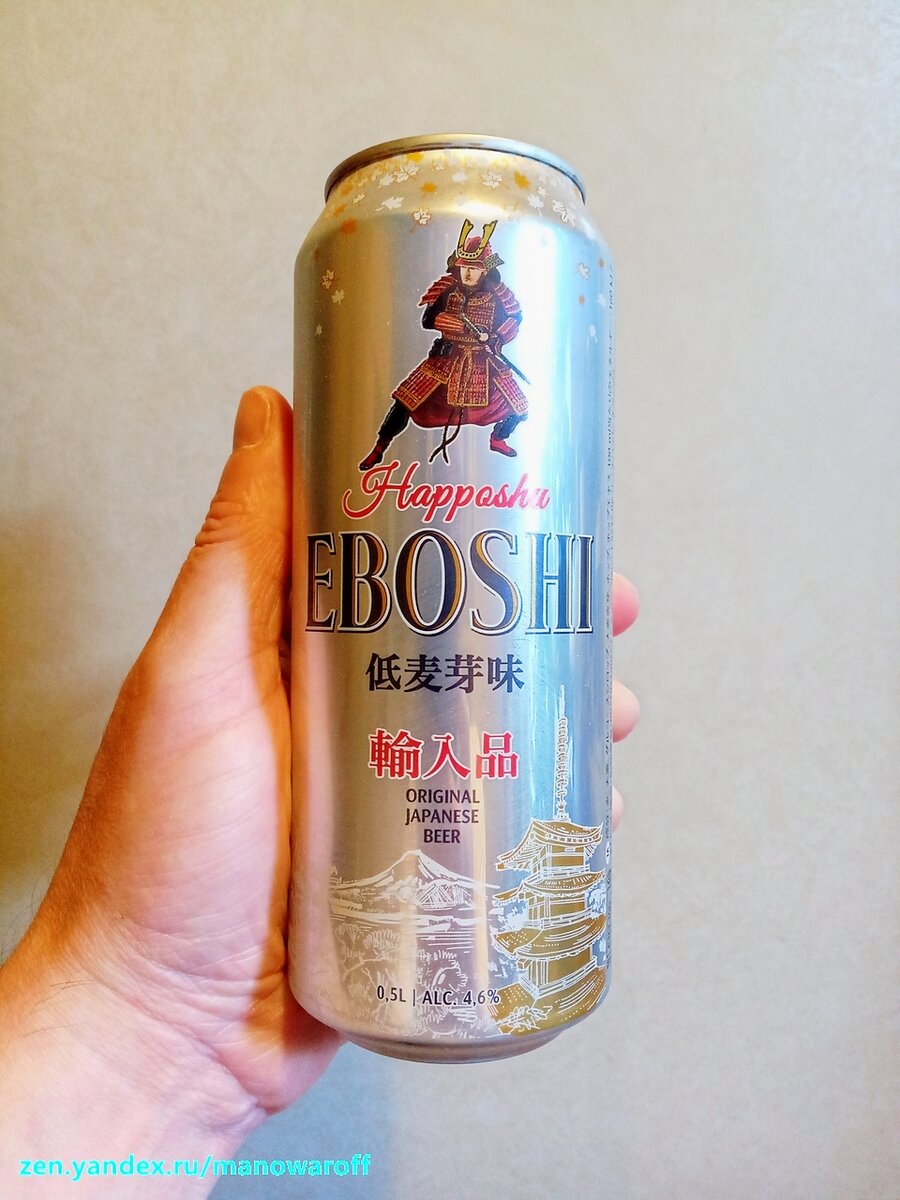 Happoshu
EBOSHI
低麦芽味
輸入品
ORIGINAL
JAPANESE
BEER
0,5L | ALC. 4,6%
zen.yandex.ru/manowaroff